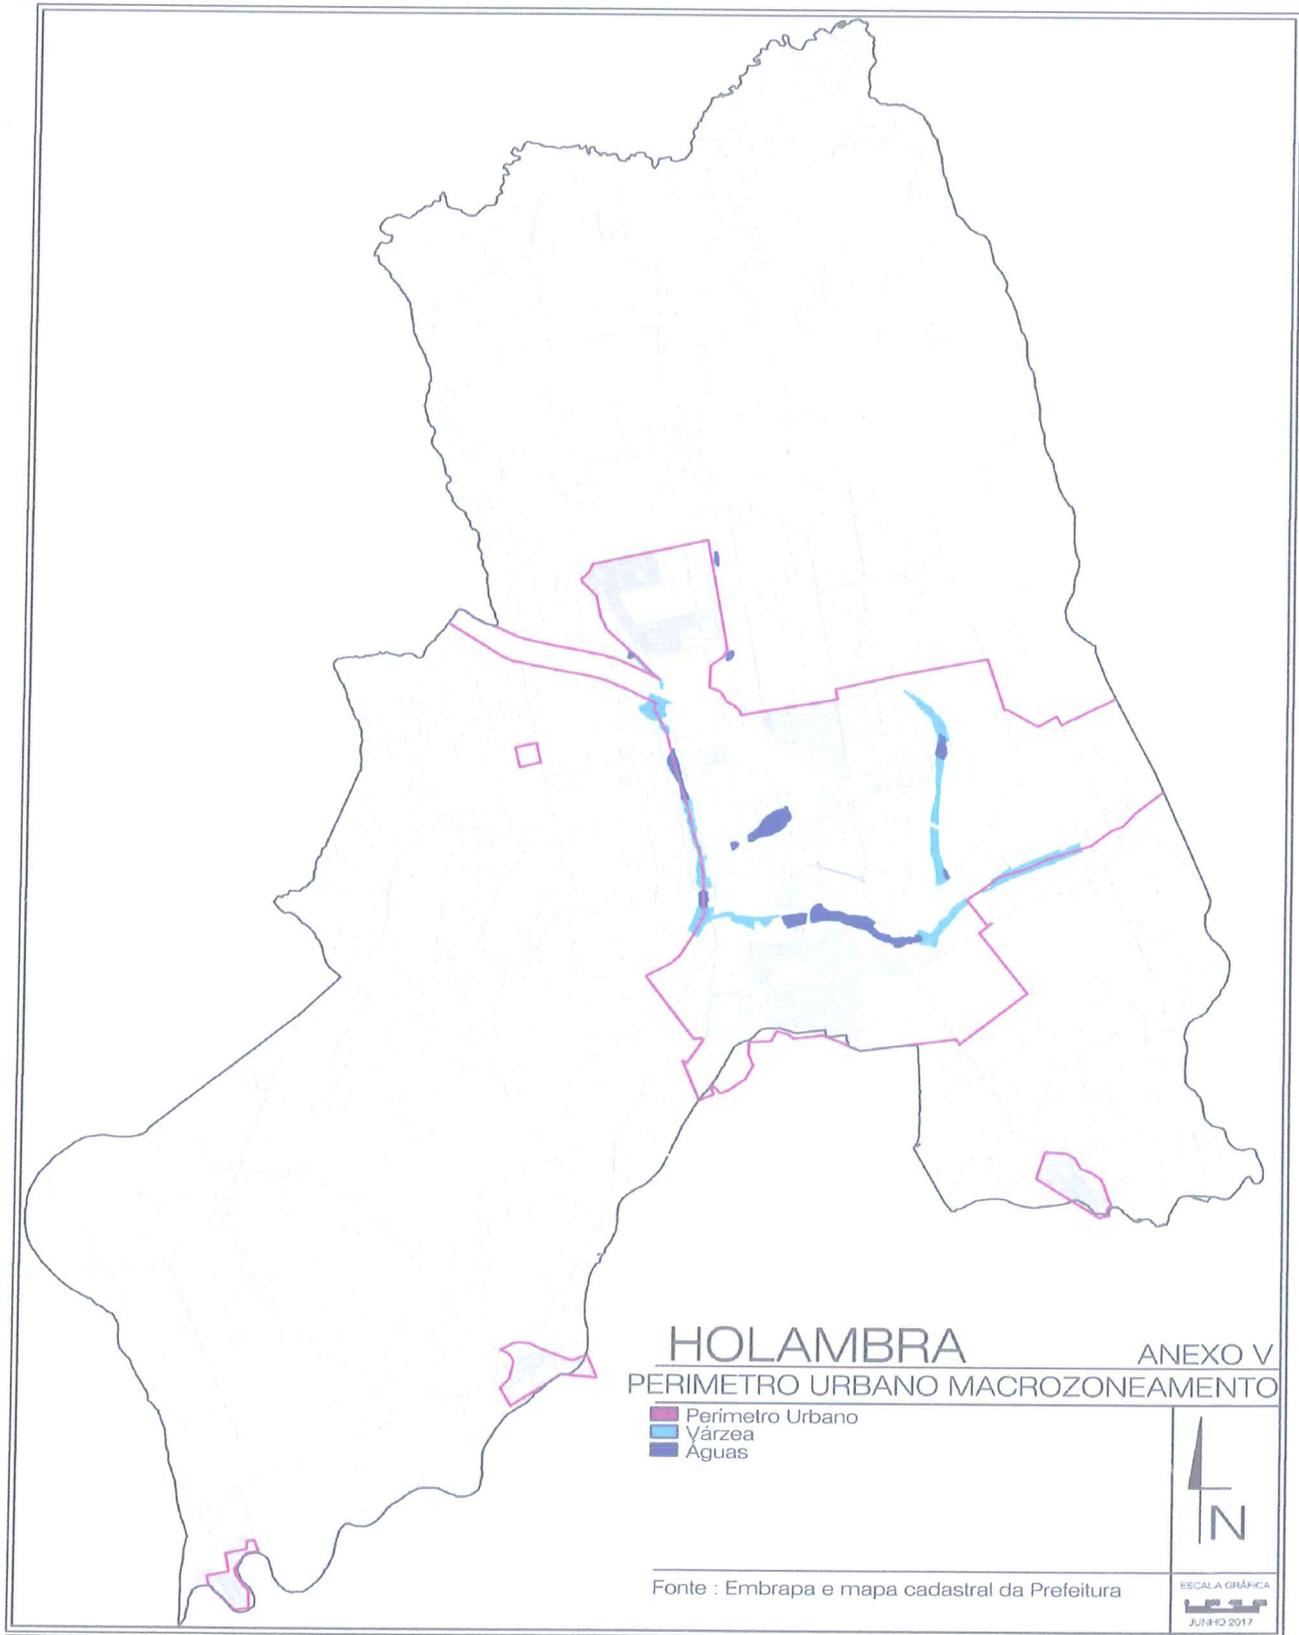 HOLAMBRA
ANEXO V
PERIMETRO URBANO MACROZONEAMENTO
Perímetro Urbano
Várzea
Águas
N
Fonte : Embrapa e mapa cadastral da Prefeitura
ESCALA GRÁFICA
JUNHO 2017